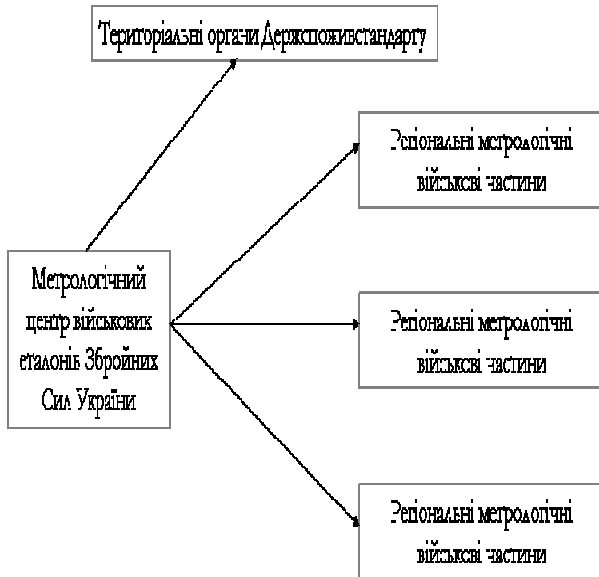 Територіальні органи Держспоживстандарту
Регіональні метрологічні
військові частини
Метрологічний
центр військових
еталонів Збройних
Сил України
Регіональні метрологічні
військові частини
Регіональні метрологічні
військові частини